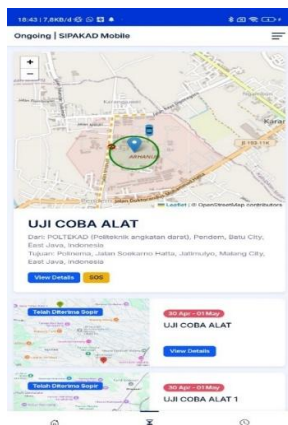 18:43 | 7,8KB/d
Ongoing | SIPAKAD Mobile
+
−
ARHANUD
Karan
Leaflet | © OpenStreetMap contributors
UJI COBA ALAT
Dari: POLTEKAD (Politeknik angkatan darat), Pendem, Batu City,
East Java, Indonesia
Tujuan: Polinema, Jalan Soekarno Hatta, Jatimulyo, Malang City,
East Java, Indonesia
View Details SOS
Telah Diterima Sopir
30 Apr - 01 May
UJI COBA ALAT
View Details
Telah Diterima Sopir
30 Apr - 01 May
UJI COBA ALAT 1